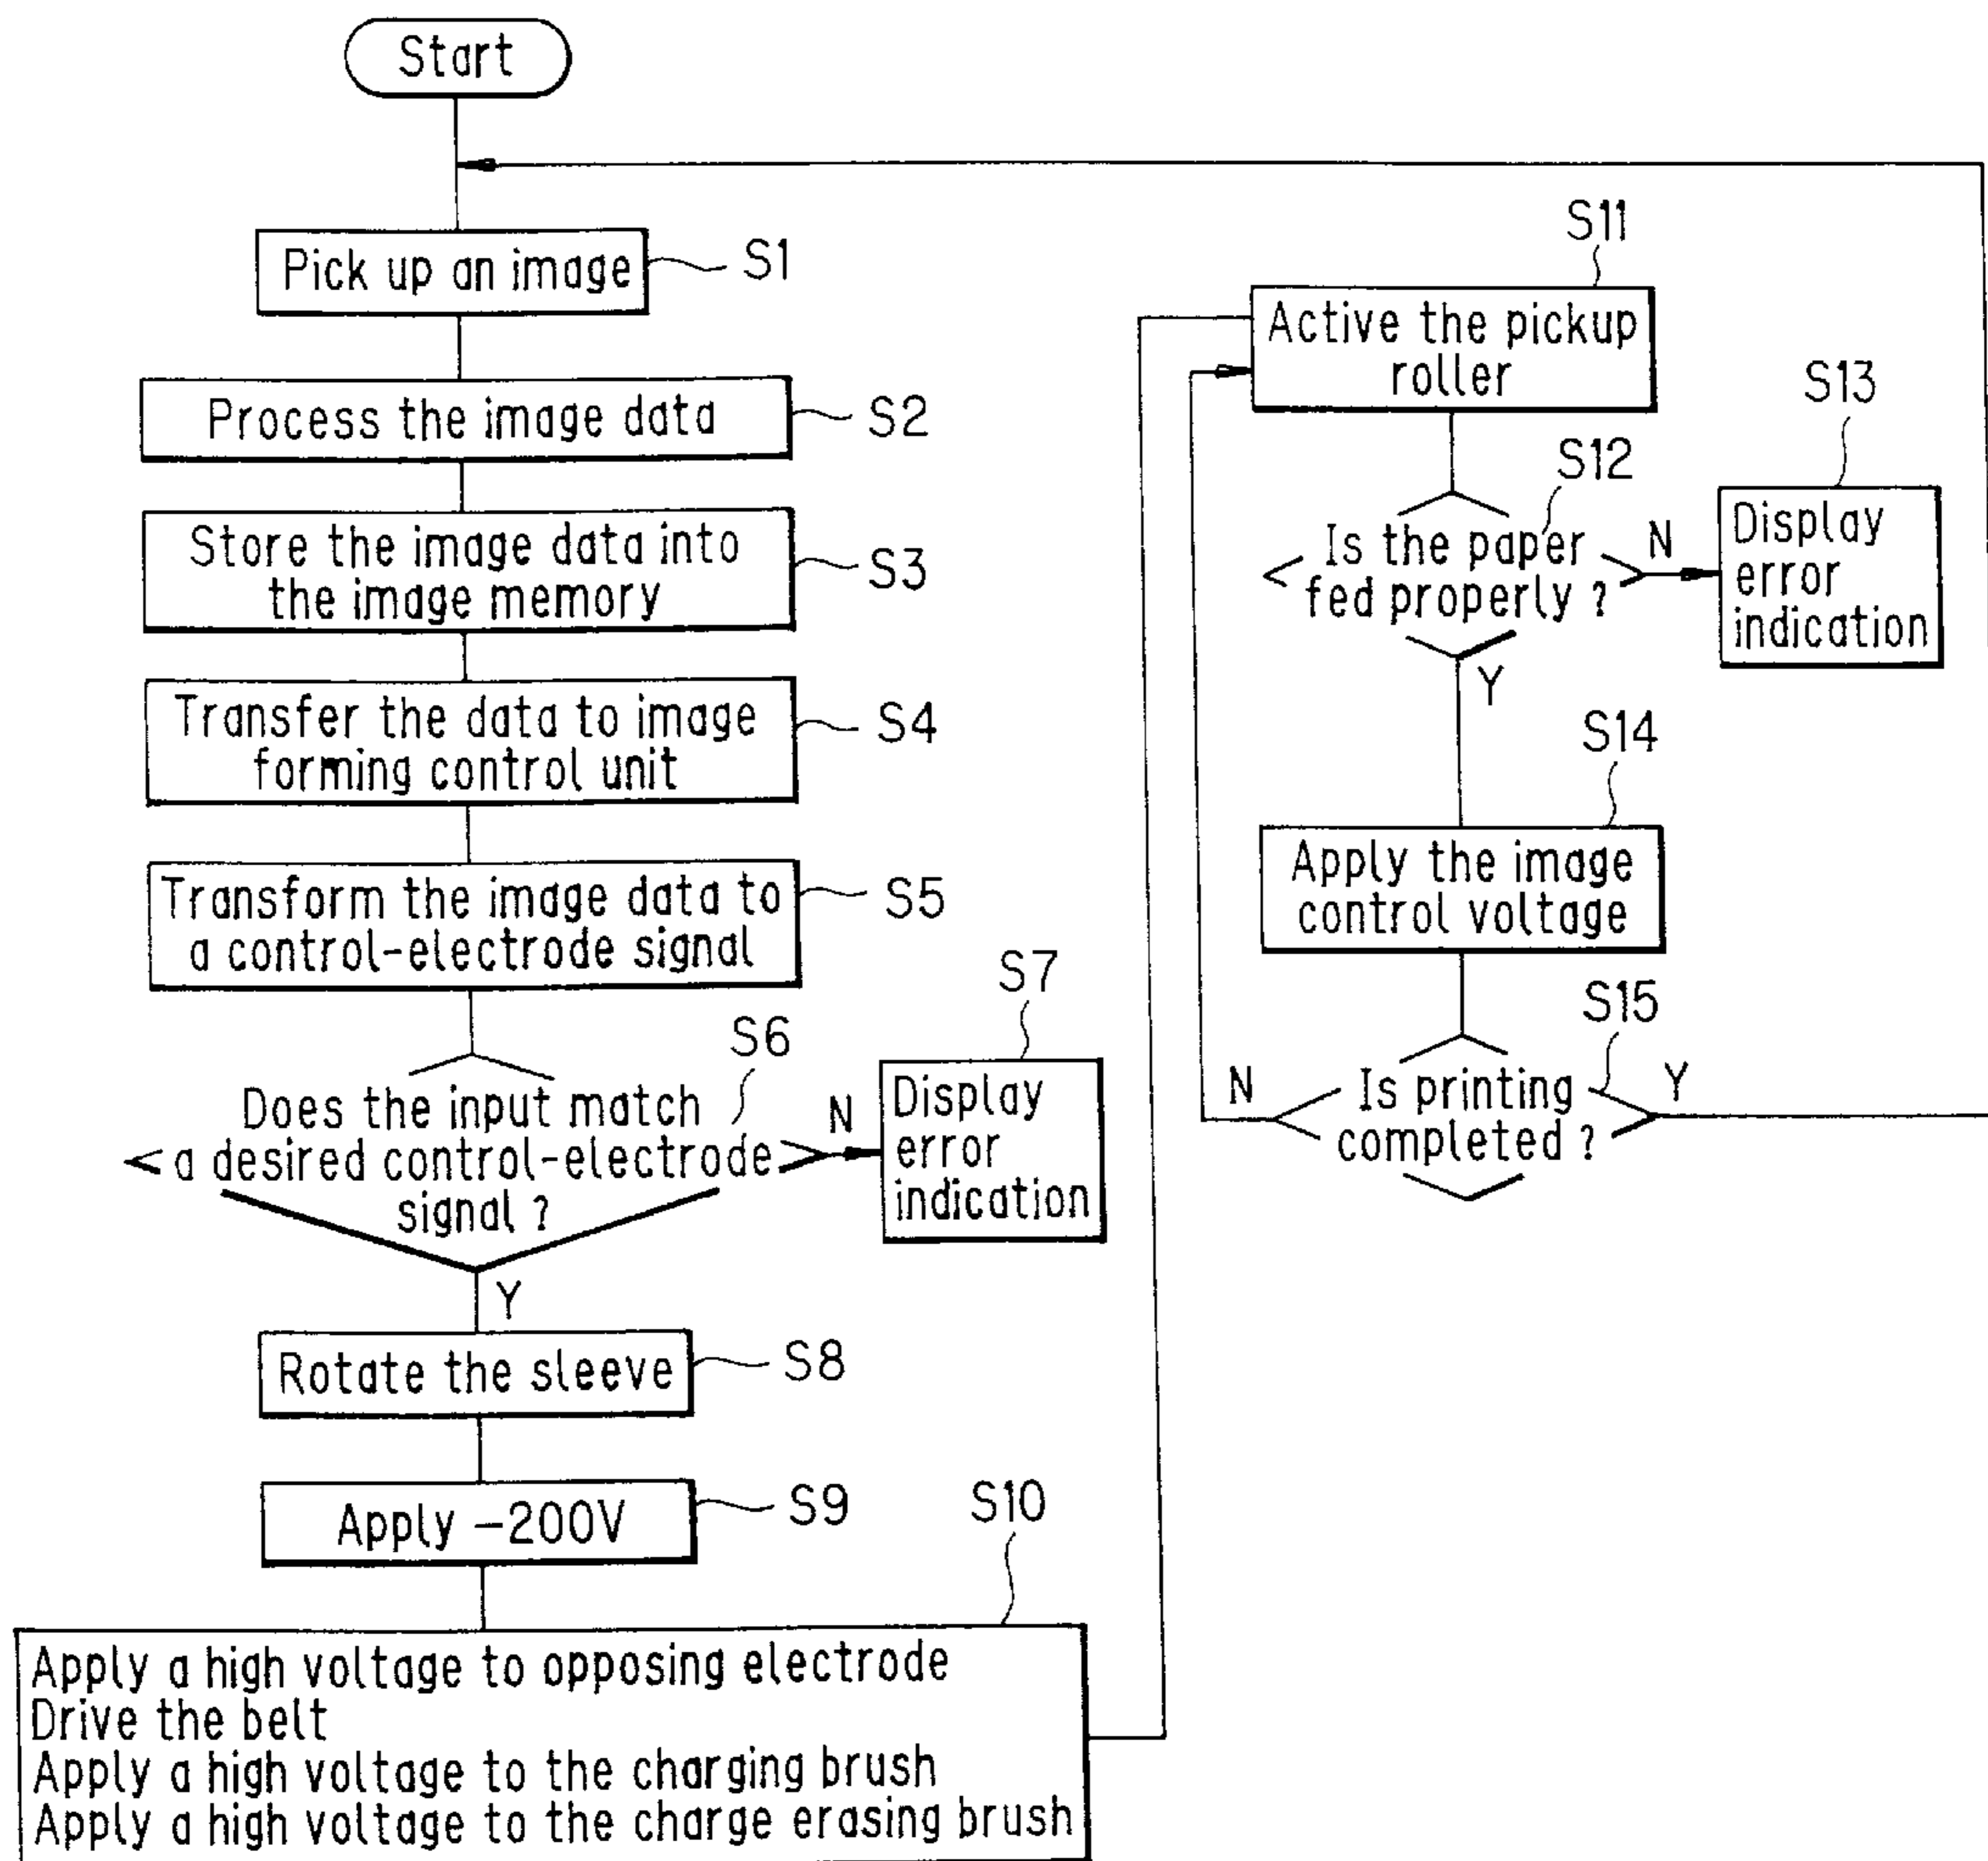 Start
Pick up an image
S1
Process the image data
S2
Store the image data into
the image memory
S3
Transfer the data to image
forming control unit
S4
Transform the image data to
a control-electrode signal
S5
Does the input match
a desired control-electrode
signal ?
S6
N
Y
Display
error
indication
S7
Rotate the sleeve
S8
Apply -200V
S9
S10
Apply a high voltage to opposing electrode
Drive the belt
Apply a high voltage to the charging brush
Apply a high voltage to the charge erasing brush
S11
Active the pickup
roller
S12
Is the paper
fed properly ?
N
Y
S13
Display
error
indication
S14
Apply the image
control voltage
S15
Is printing
completed ?
N
Y